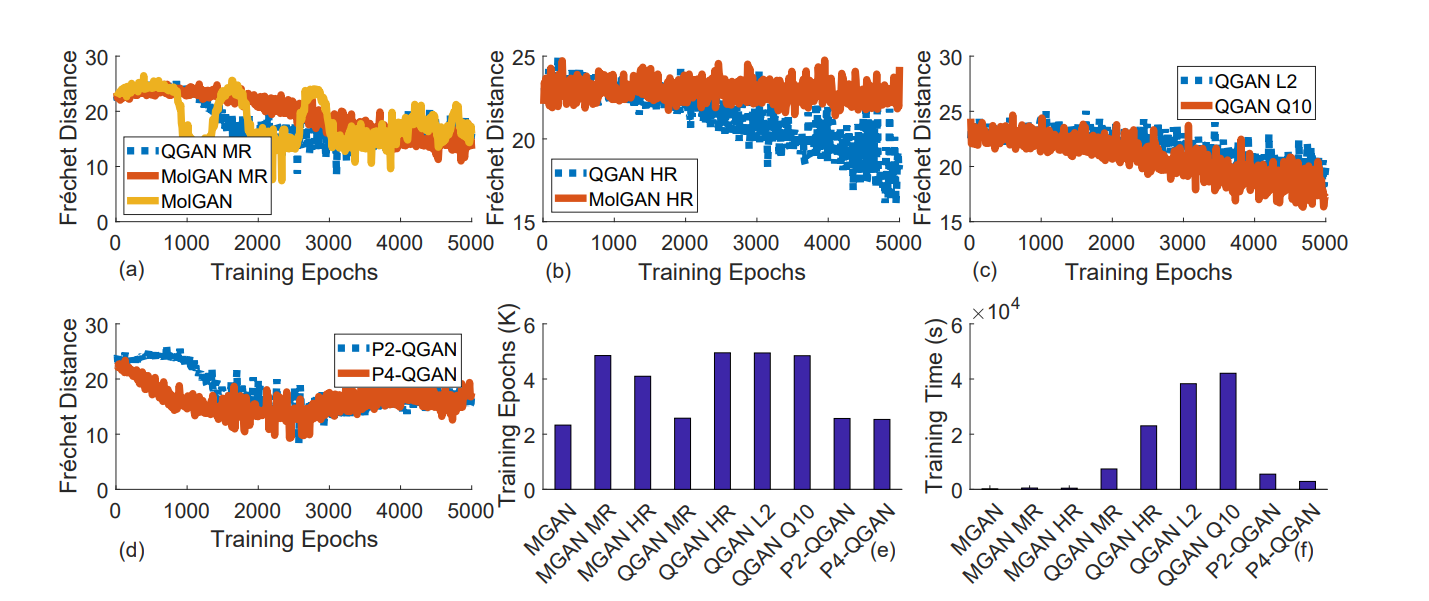 Fréchet Distance
30
20
10
0
QGAN MR
MolGAN MR
MolGAN
0 1000 2000 3000 4000 5000
(a) Training Epochs
Fréchet Distance
25
20
15
QGAN HR
MolGAN HR
0 1000 2000 3000 4000 5000
(b) Training Epochs
Fréchet Distance
30
25
20
15
QGAN L2
QGAN Q10
0 1000 2000 3000 4000 5000
(c) Training Epochs
Fréchet Distance
30
20
10
0
P2-QGAN
P4-QGAN
0 1000 2000 3000 4000 5000
(d) Training Epochs
Training Epochs (K)
6
4
2
0
MGAN
MGAN MR
MGAN HR
QGAN MR
QGAN HR
QGAN L2
QGAN Q10
P2-QGAN
P4-QGAN
(e)
×10⁴
Training Time (s)
6
4
2
0
MGAN
MGAN MR
MGAN HR
QGAN MR
QGAN HR
QGAN L2
QGAN Q10
P2-QGAN
P4-QGAN
(f)